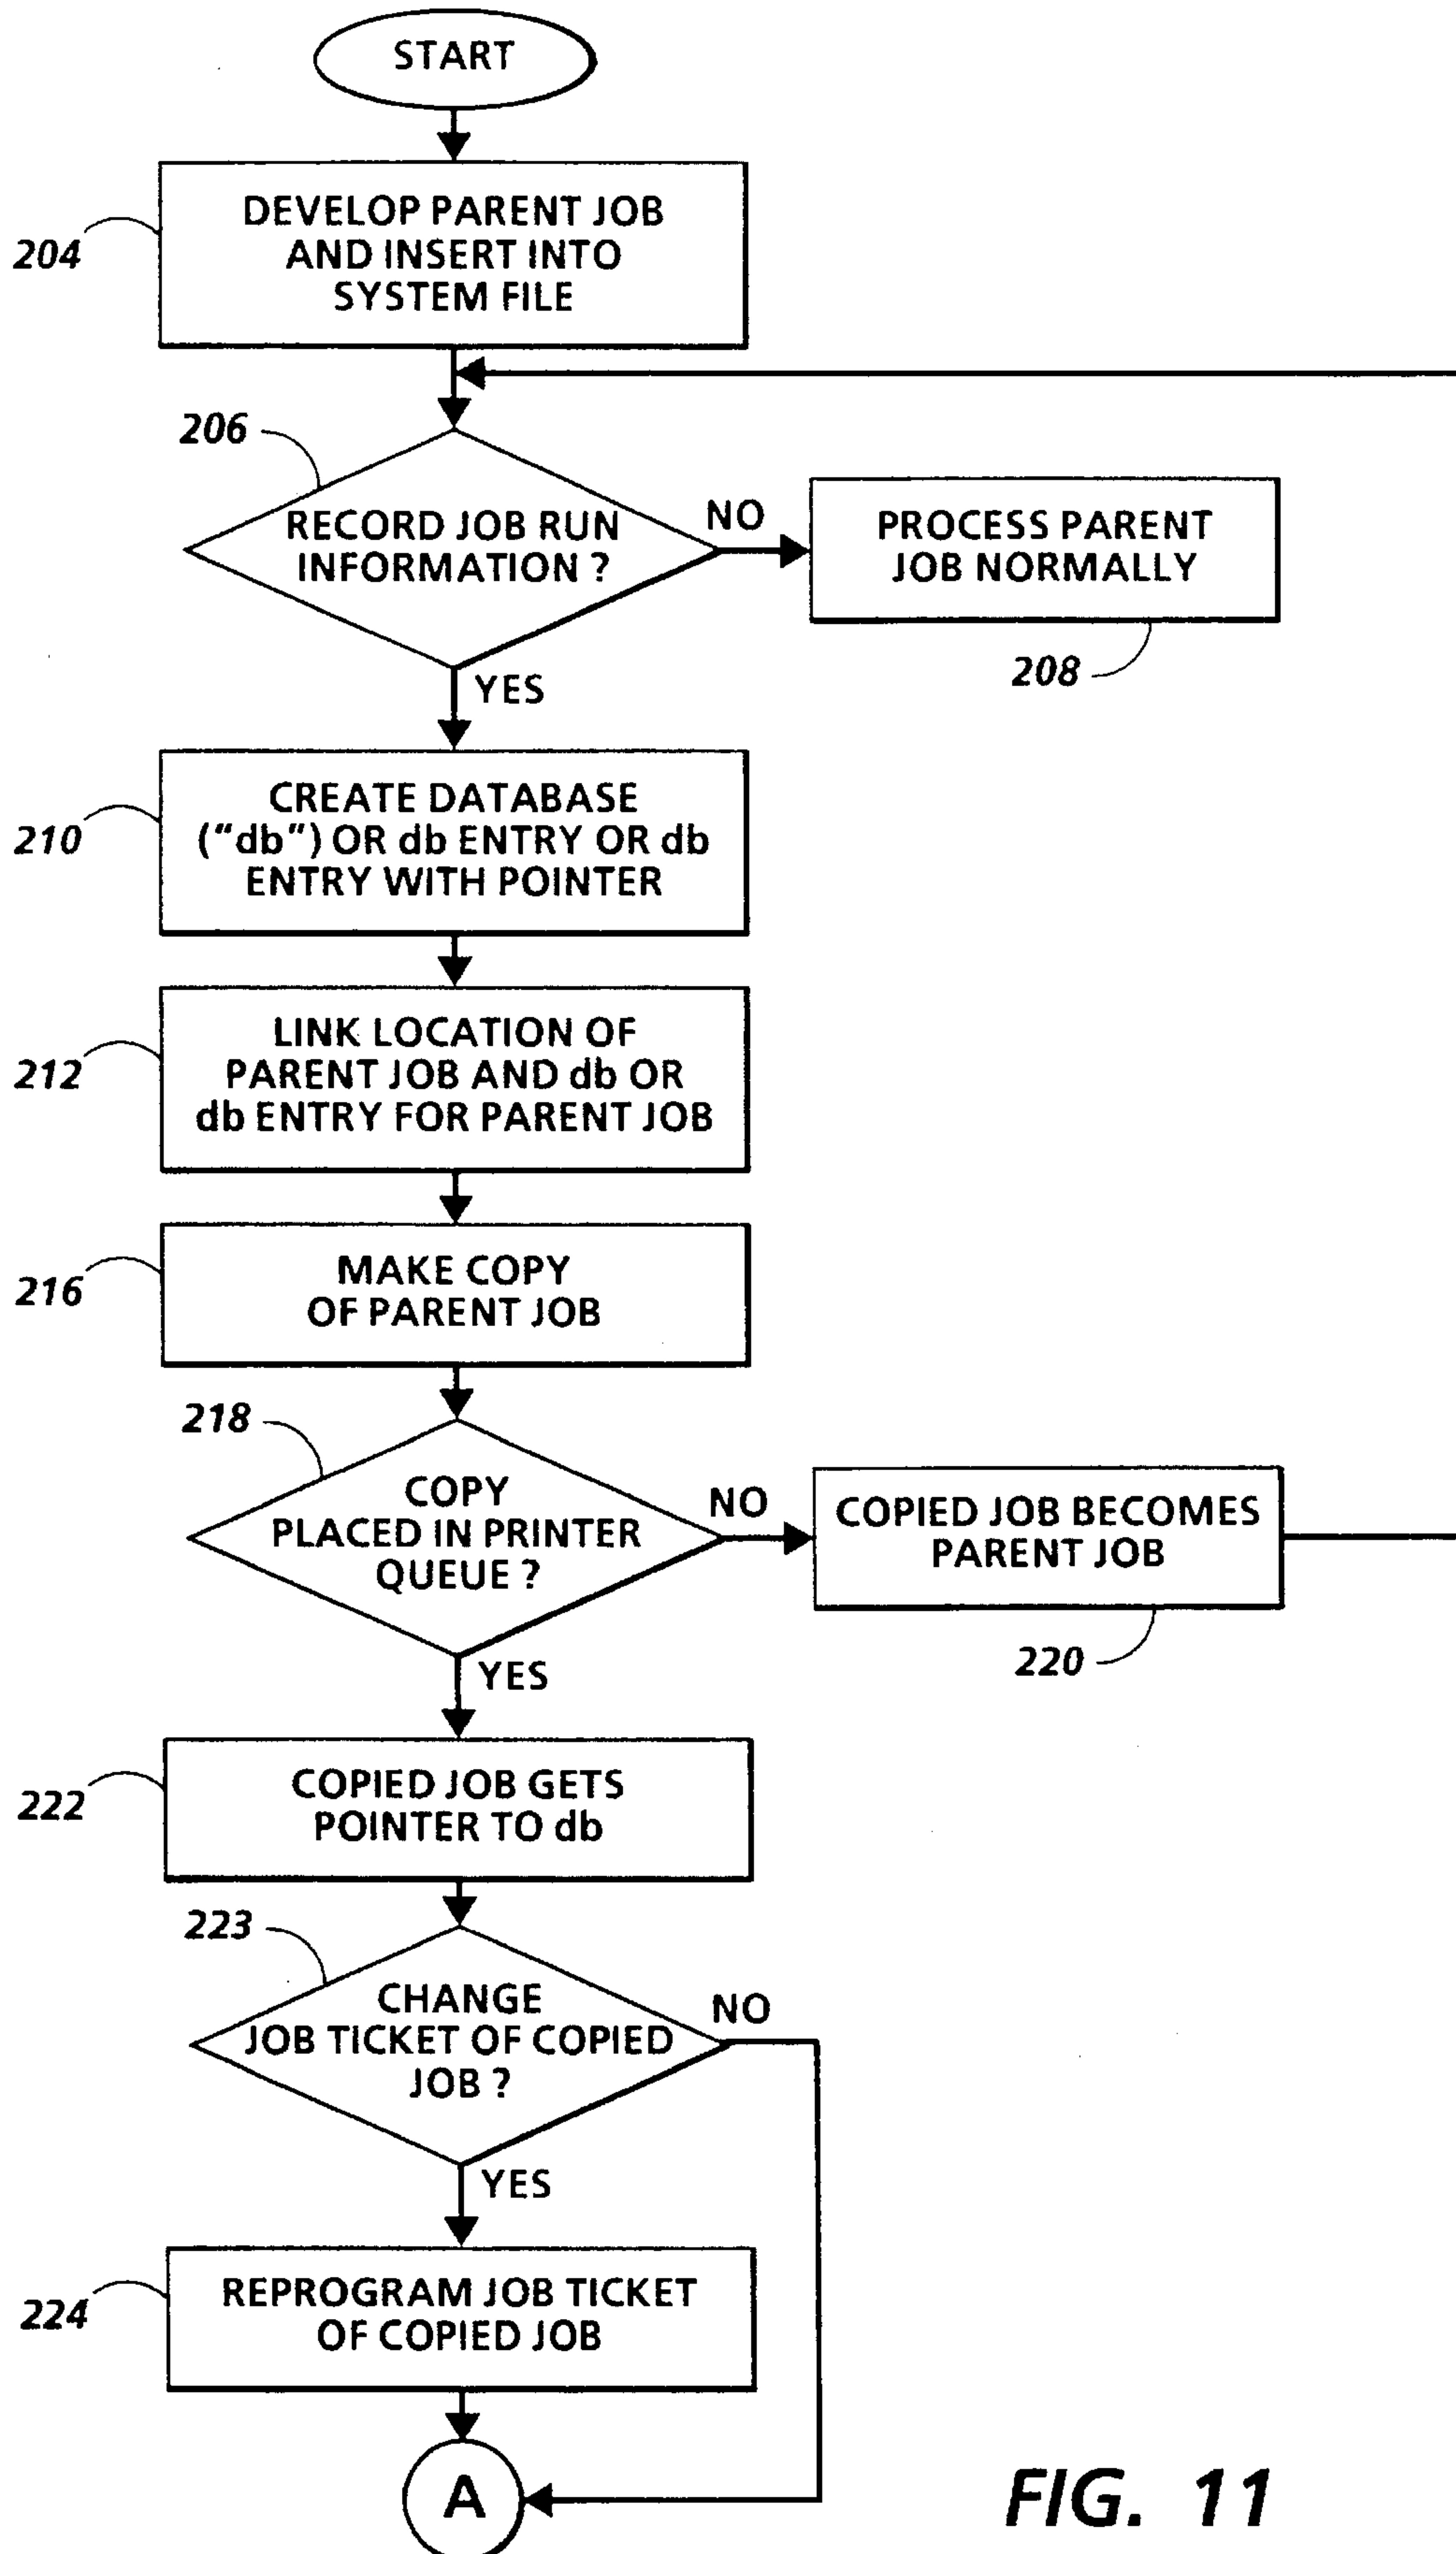 START
DEVELOP PARENT JOB
AND INSERT INTO
SYSTEM FILE
204
206
RECORD JOB RUN
INFORMATION ?
NO
PROCESS PARENT
JOB NORMALLY
208
YES
CREATE DATABASE
("db") OR db ENTRY OR db
ENTRY WITH POINTER
210
LINK LOCATION OF
PARENT JOB AND db OR
db ENTRY FOR PARENT JOB
212
MAKE COPY
OF PARENT JOB
216
218
COPY
PLACED IN PRINTER
QUEUE ?
NO
COPIED JOB BECOMES
PARENT JOB
220
YES
COPIED JOB GETS
POINTER TO db
222
223
CHANGE
JOB TICKET OF COPIED
JOB ?
NO
YES
REPROGRAM JOB TICKET
OF COPIED JOB
224
A
FIG. 11